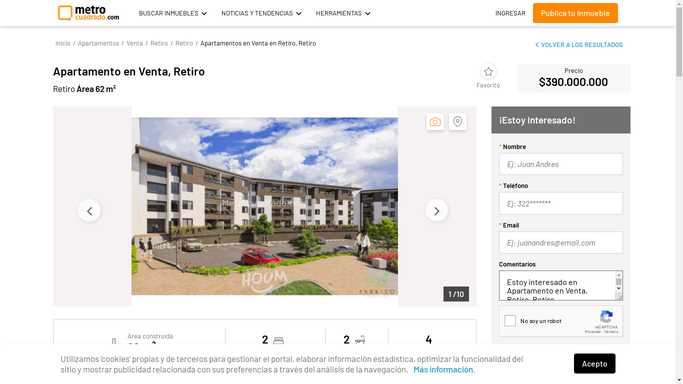 metro
cuadrado.com
BUSCAR INMUEBLES
NOTICIAS Y TENDENCIAS
HERRAMIENTAS
INGRESAR
Publica tu Inmueble
Inicio / Apartamentos / Venta / Retiro / Retiro / Apartamentos en Venta en Retiro, Retiro
< VOLVER A LOS RESULTADOS
Apartamento en Venta, Retiro
Retiro Área 62 m²
Favorito
Precio
$390.000.000
HOUM
1 / 10
¡Estoy Interesado!
* Nombre
Ej: Juan Andres
* Teléfono
Ej: 322*******
* Email
Ej: juanandres@email.com
Comentarios
Estoy interesado en
Apartamento en Venta,
Retiro, Retiro
No soy un robot
reCAPTCHA
Privacidad - Términos
Área construida
2
2
4
Utilizamos 'cookies' propias y de terceros para gestionar el portal, elaborar información estadística, optimizar la funcionalidad del
sitio y mostrar publicidad relacionada con sus preferencias a través del análisis de la navegación. Más información.
Acepto